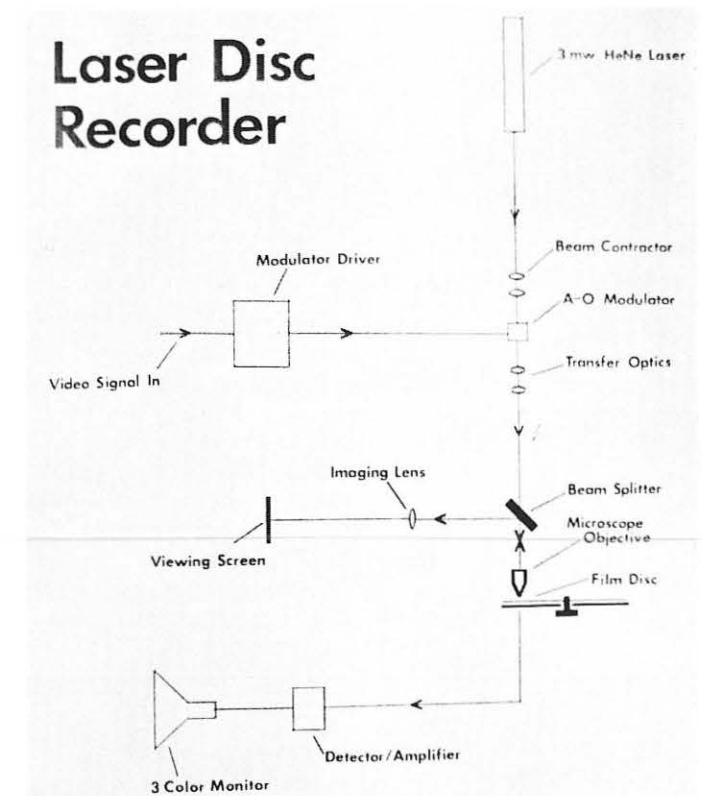 Laser Disc
Recorder
3 mw HeNe Laser
Beam Contractor
Modulator Driver
A-O Modulator
Video Signal In
Transfer Optics
Imaging Lens
Beam Splitter
Microscope
Objective
Viewing Screen
Film Disc
Detector/Amplifier
3 Color Monitor